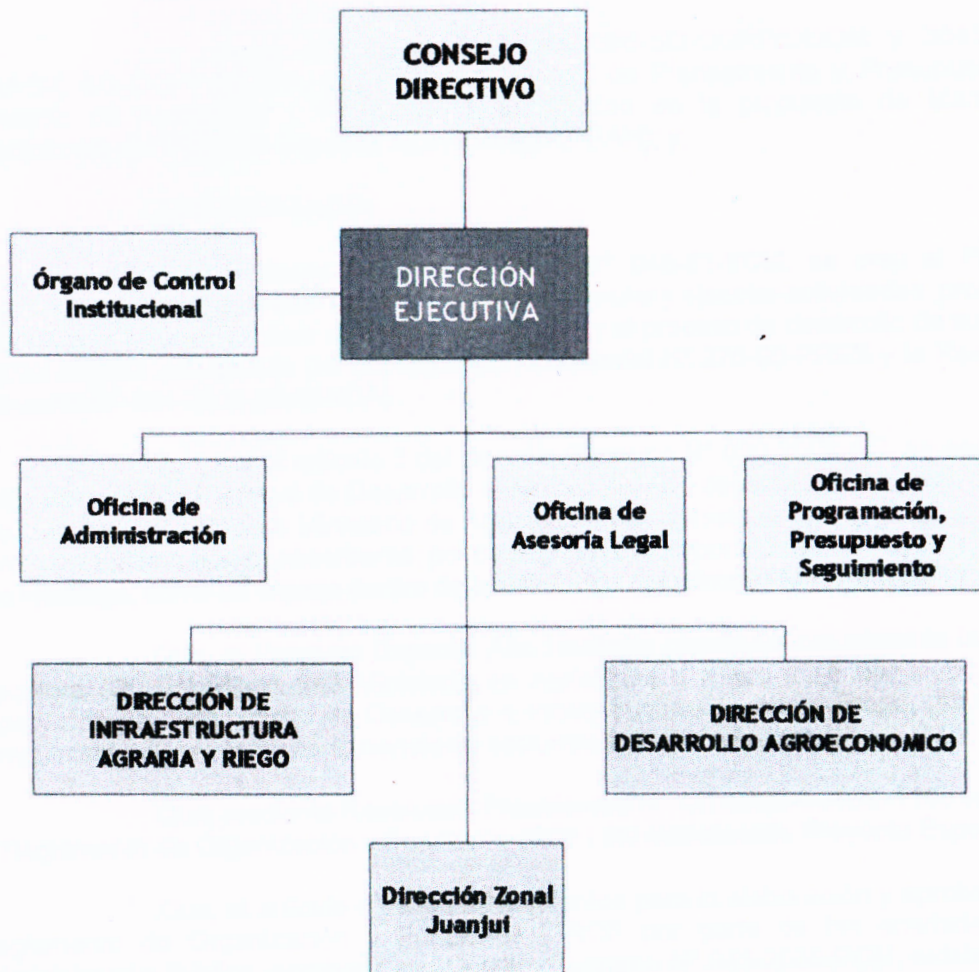 CONSEJO
DIRECTIVO
Órgano de Control
Institucional
DIRECCIÓN
EJECUTIVA
Oficina de
Administración
Oficina de
Asesoría Legal
Oficina de
Programación,
Presupuesto y
Seguimiento
DIRECCIÓN DE
INFRAESTRUCTURA
AGRARIA Y RIEGO
DIRECCIÓN DE
DESARROLLO AGROECONOMICO
Dirección Zonal
Juanjuí